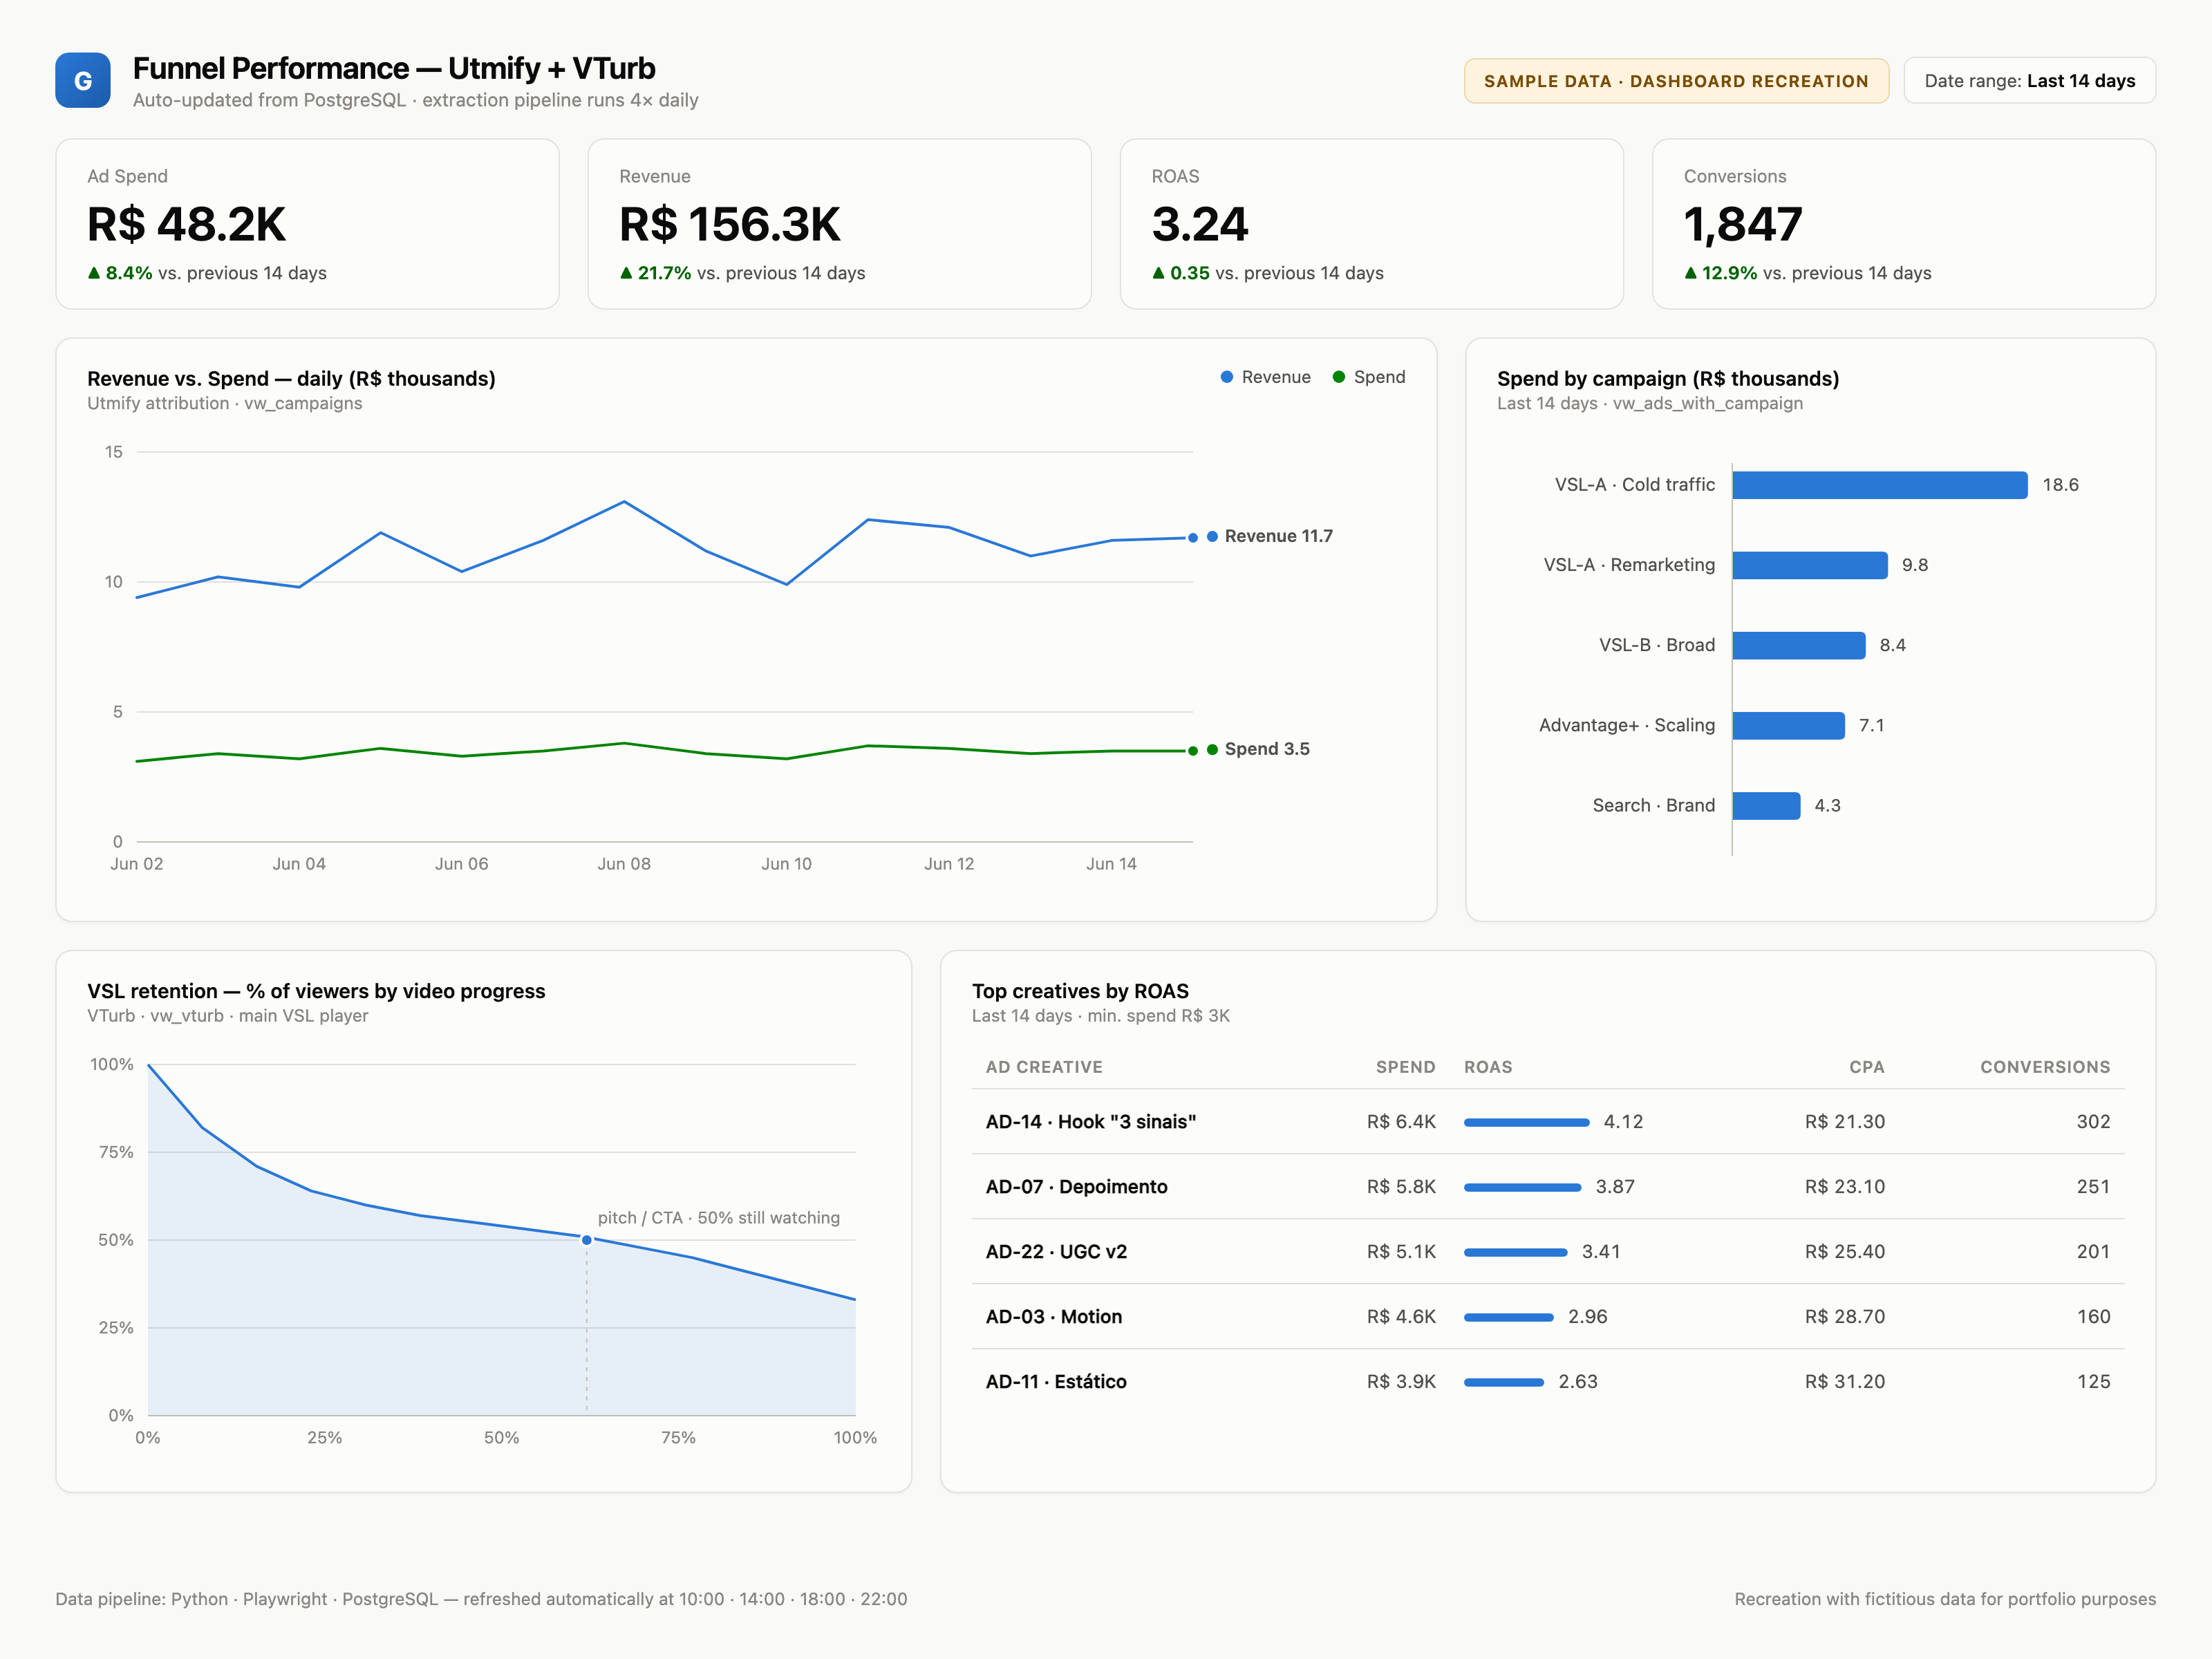 G
Funnel Performance — Utmify + VTurb
Auto-updated from PostgreSQL · extraction pipeline runs 4× daily
SAMPLE DATA · DASHBOARD RECREATION
Date range: Last 14 days
Ad Spend
R$ 48.2K
▲ 8.4% vs. previous 14 days
Revenue
R$ 156.3K
▲ 21.7% vs. previous 14 days
ROAS
3.24
▲ 0.35 vs. previous 14 days
Conversions
1,847
▲ 12.9% vs. previous 14 days
Revenue vs. Spend — daily (R$ thousands)
Utmify attribution · vw_campaigns
Revenue Spend
15
10
5
0
Revenue 11.7
Spend 3.5
Jun 02 Jun 04 Jun 06 Jun 08 Jun 10 Jun 12 Jun 14
Spend by campaign (R$ thousands)
Last 14 days · vw_ads_with_campaign
VSL-A · Cold traffic 18.6
VSL-A · Remarketing 9.8
VSL-B · Broad 8.4
Advantage+ · Scaling 7.1
Search · Brand 4.3
VSL retention — % of viewers by video progress
VTurb · vw_vturb · main VSL player
100%
75%
pitch / CTA · 50% still watching
50%
25%
0%
0% 25% 50% 75% 100%
Top creatives by ROAS
Last 14 days · min. spend R$ 3K
AD CREATIVE SPEND ROAS CPA CONVERSIONS
AD-14 · Hook "3 sinais" R$ 6.4K 4.12 R$ 21.30 302
AD-07 · Depoimento R$ 5.8K 3.87 R$ 23.10 251
AD-22 · UGC v2 R$ 5.1K 3.41 R$ 25.40 201
AD-03 · Motion R$ 4.6K 2.96 R$ 28.70 160
AD-11 · Estático R$ 3.9K 2.63 R$ 31.20 125
Data pipeline: Python · Playwright · PostgreSQL — refreshed automatically at 10:00 · 14:00 · 18:00 · 22:00
Recreation with fictitious data for portfolio purposes